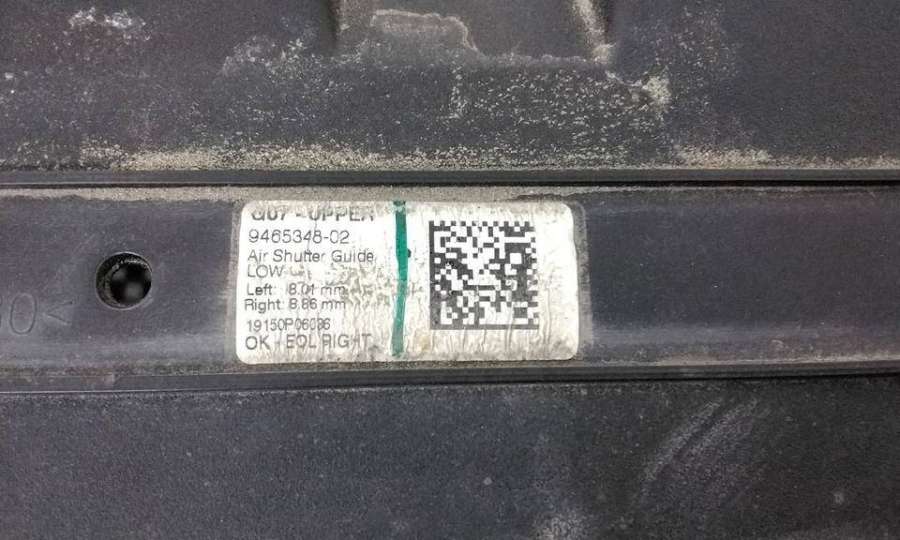 G07 - UPPER
9465348-02
Air Shutter Guide
LOW
Left: 8.01 mm
Right: 8.86 mm
19150P06036
OK - EOL RIGHT